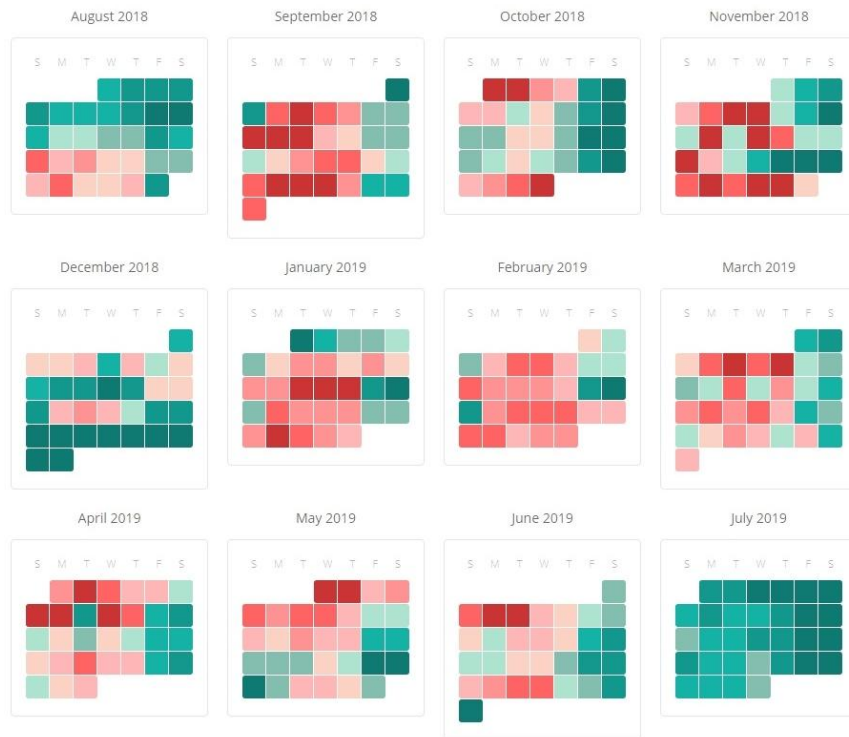 August 2018 September 2018 October 2018 November 2018
S M T W T F S S M T W T F S S M T W T F S S M T W T F S
December 2018 January 2019 February 2019 March 2019
S M T W T F S S M T W T F S S M T W T F S S M T W T F S
April 2019 May 2019 June 2019 July 2019
S M T W T F S S M T W T F S S M T W T F S S M T W T F S